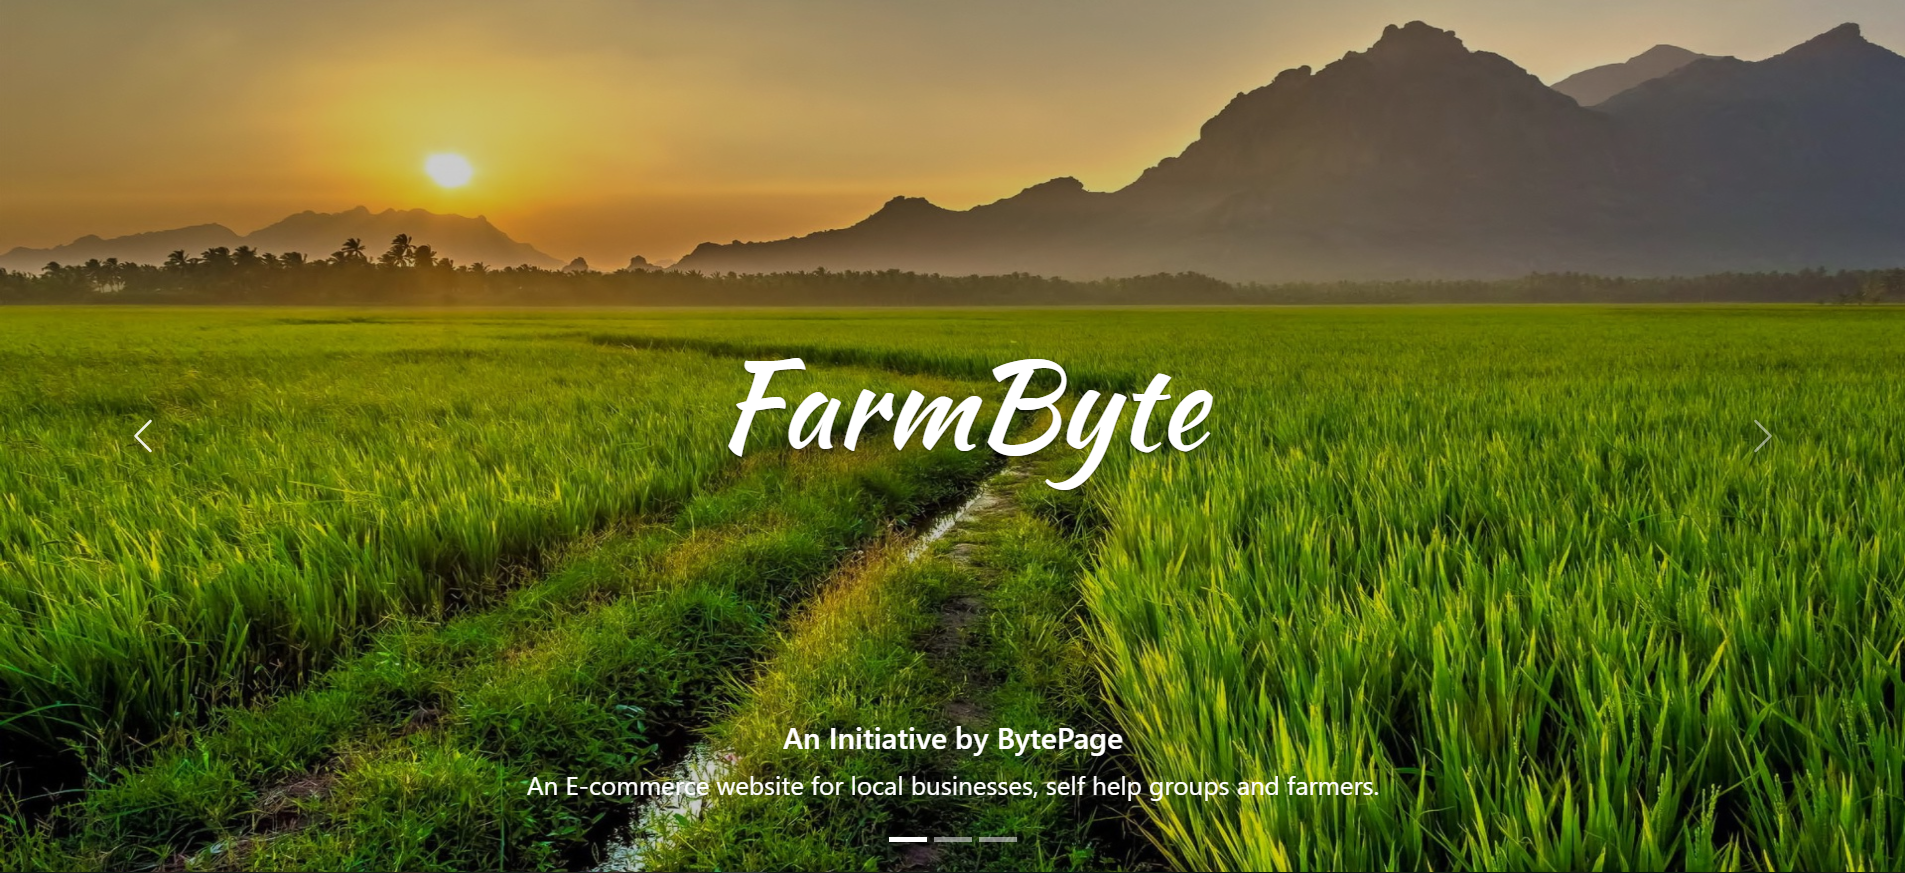 FarmByte
An Initiative by BytePage
An E-commerce website for local businesses, self help groups and farmers.